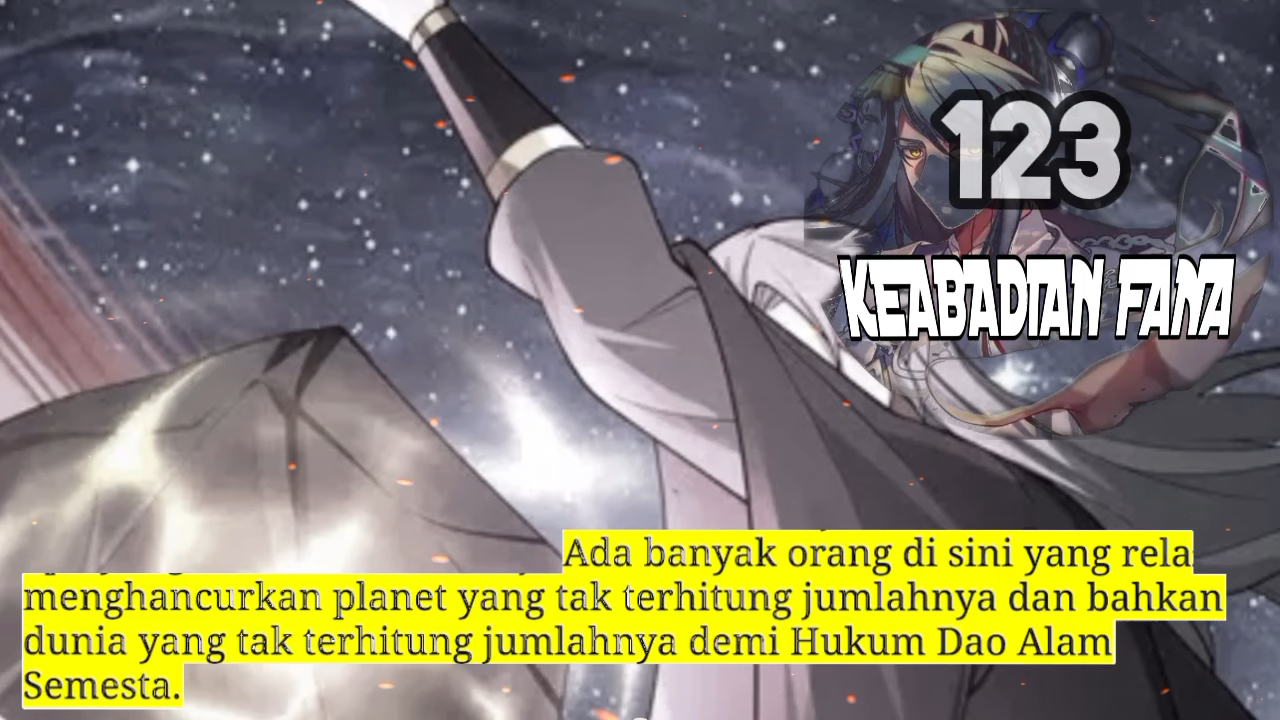 123
KEABADIAN FANA
Ada banyak orang di sini yang rela
menghancurkan planet yang tak terhitung jumlahnya dan bahkan
dunia yang tak terhitung jumlahnya demi Hukum Dao Alam
Semesta.